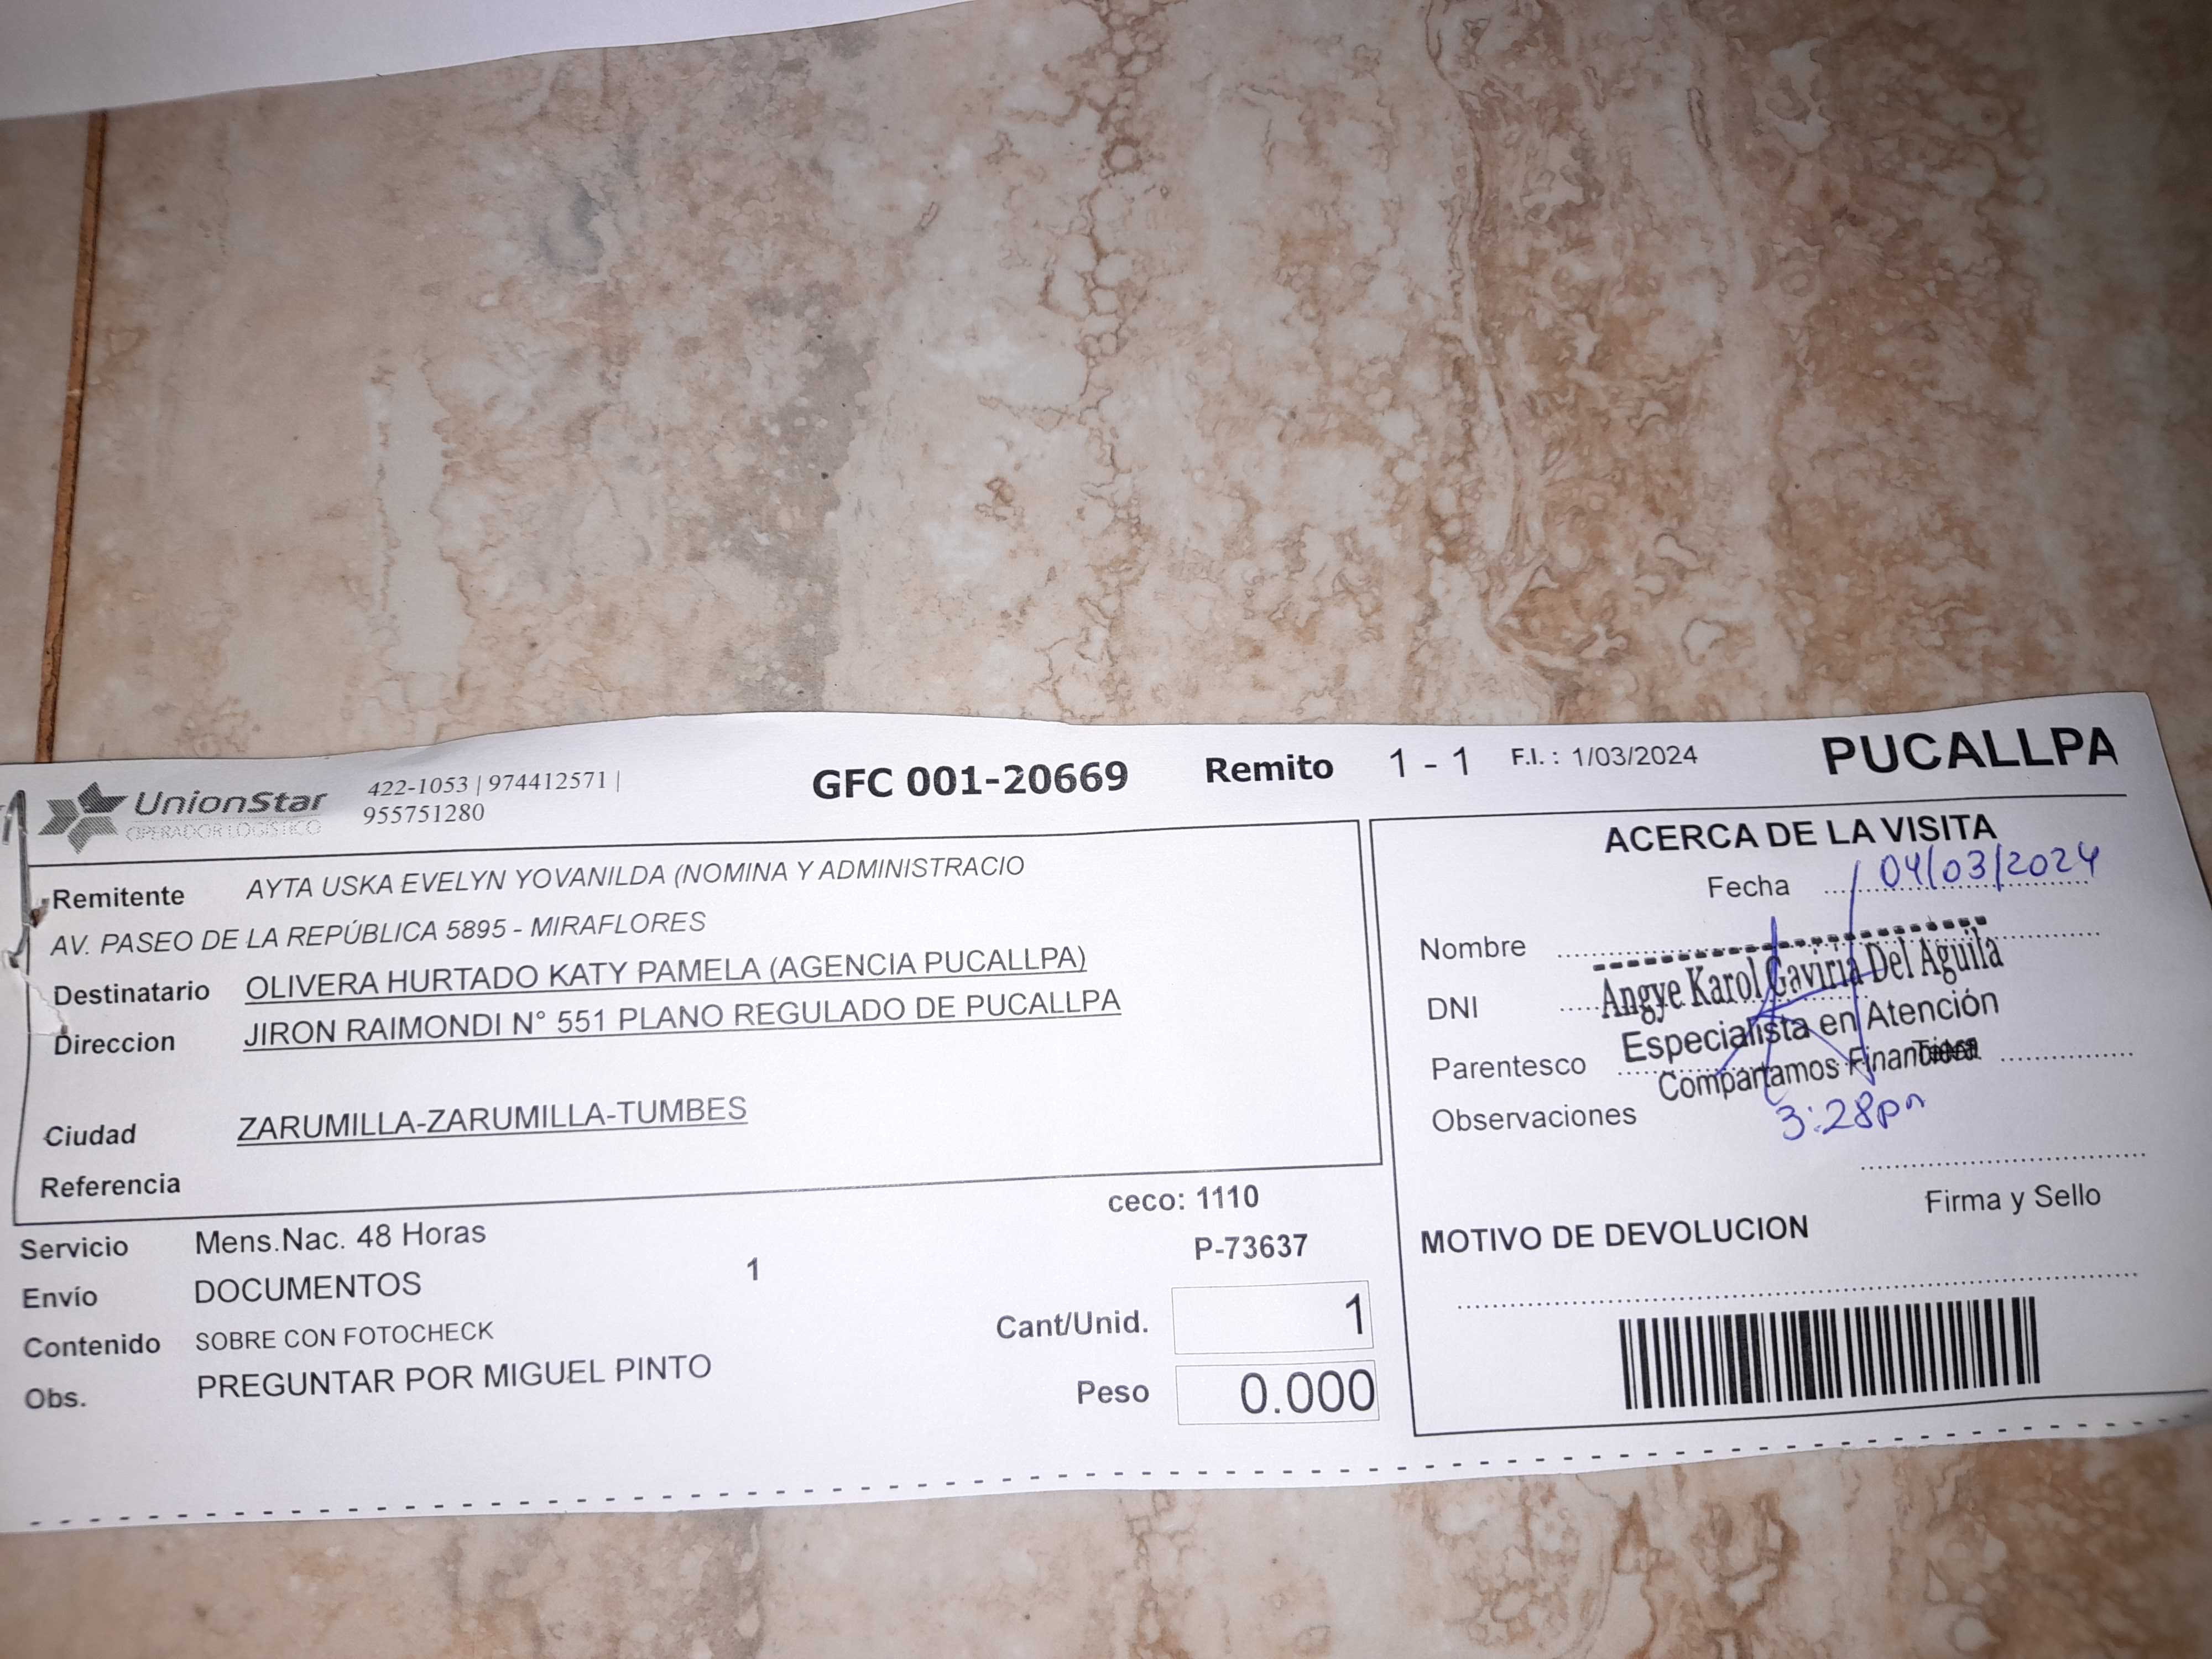 UnionStar
OPERADOR LOGISTICO
422-1053 | 974412571 |
955751280
GFC 001-20669 Remito 1 - 1 F.I. : 1/03/2024 PUCALLPA
Remitente AYTA USKA EVELYN YOVANILDA (NOMINA Y ADMINISTRACIO
AV. PASEO DE LA REPÚBLICA 5895 - MIRAFLORES
Destinatario OLIVERA HURTADO KATY PAMELA (AGENCIA PUCALLPA)
Direccion JIRON RAIMONDI N° 551 PLANO REGULADO DE PUCALLPA
Ciudad ZARUMILLA-ZARUMILLA-TUMBES
Referencia
Servicio Mens.Nac. 48 Horas
ceco: 1110
Envío DOCUMENTOS 1
P-73637
Contenido SOBRE CON FOTOCHECK
Cant/Unid. 1
Obs. PREGUNTAR POR MIGUEL PINTO
Peso 0.000
ACERCA DE LA VISITA
Fecha 04/03/2024
Nombre
Angye Karol Gaviria Del Aguila
DNI
Especialista en Atención
Parentesco
Compartamos Financiera
Observaciones
3:28pm
Firma y Sello
MOTIVO DE DEVOLUCION